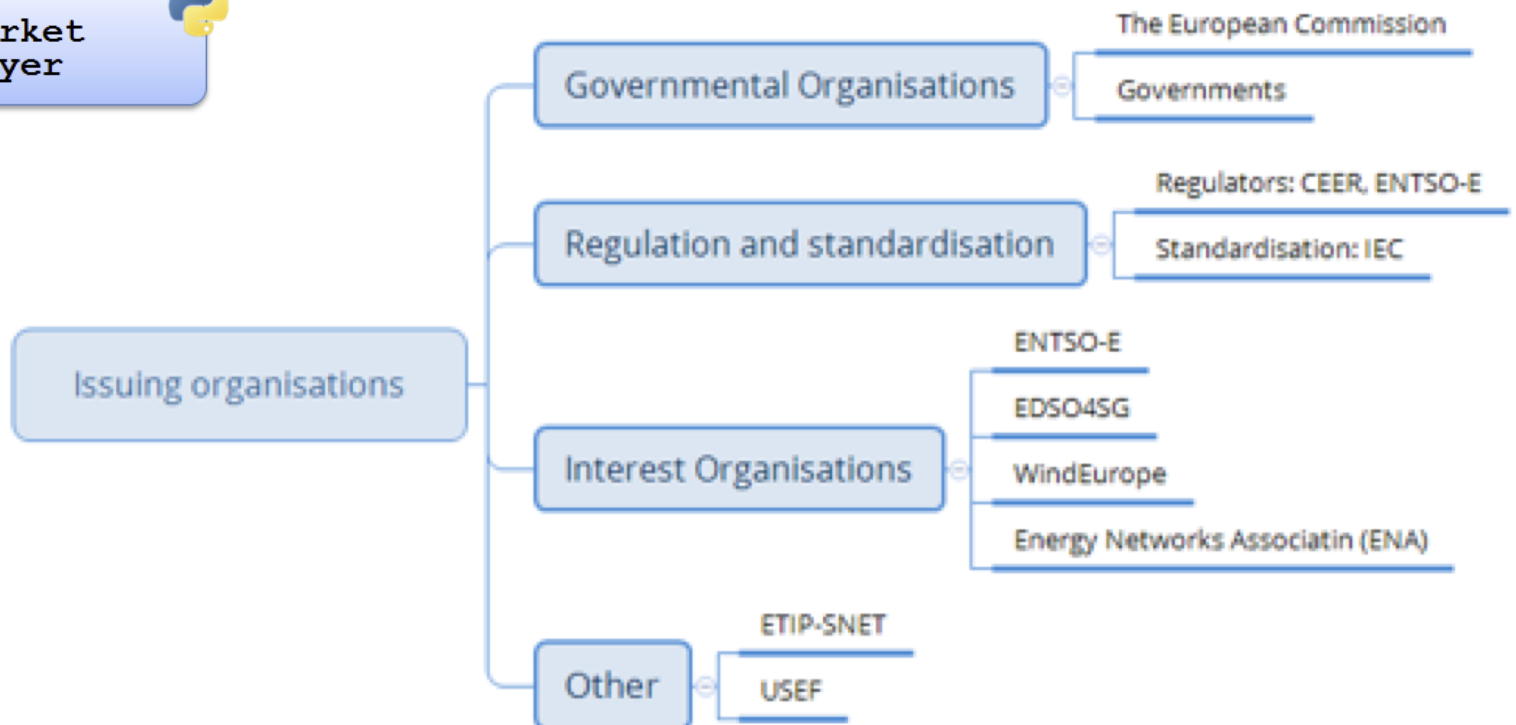 rket
yer
The European Commission
Governmental Organisations
Governments
Regulators: CEER, ENTSO-E
Regulation and standardisation
Standardisation: IEC
Issuing organisations
ENTSO-E
EDSO4SG
Interest Organisations
WindEurope
Energy Networks Associatin (ENA)
ETIP-SNET
Other
USEF